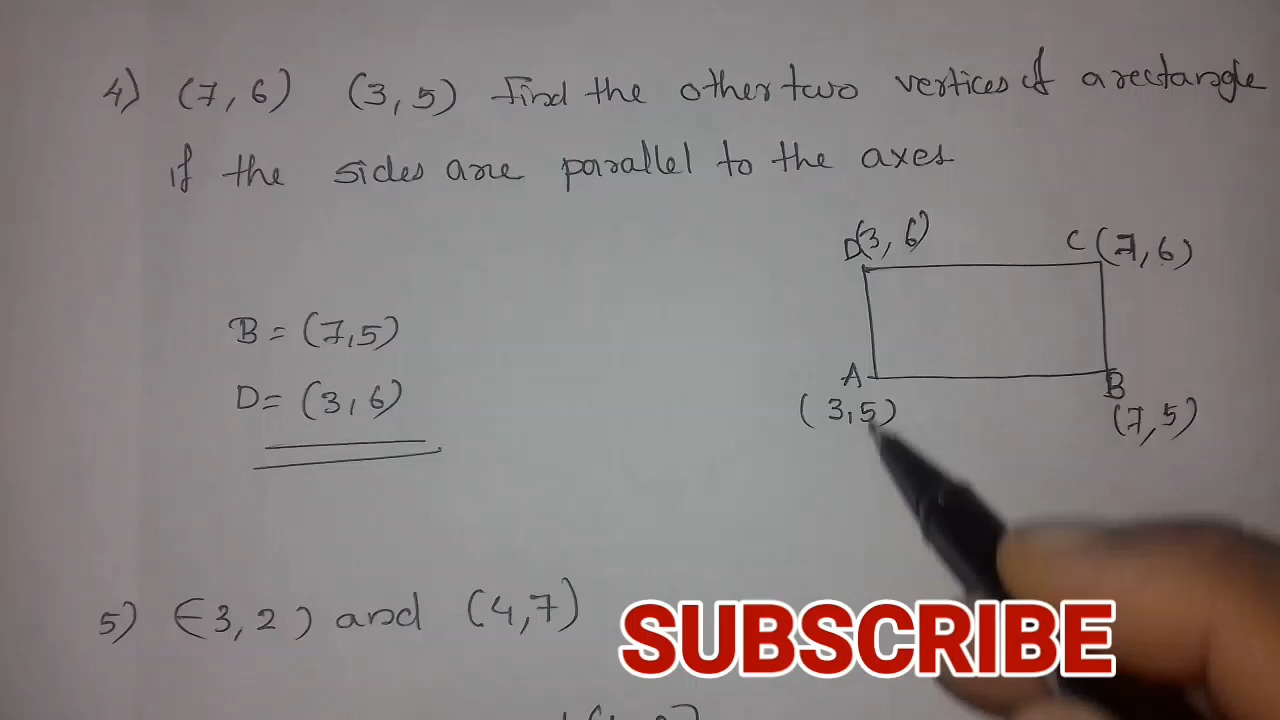 4) (7, 6) (3, 5) Find the other two vertices of a rectangle
if the sides are parallel to the axes
D(3, 6) C (7, 6)
B = (7,5)
D = (3, 6)
A B
(3,5) (7, 5)
5) (-3, 2) and (4,7)
SUBSCRIBE